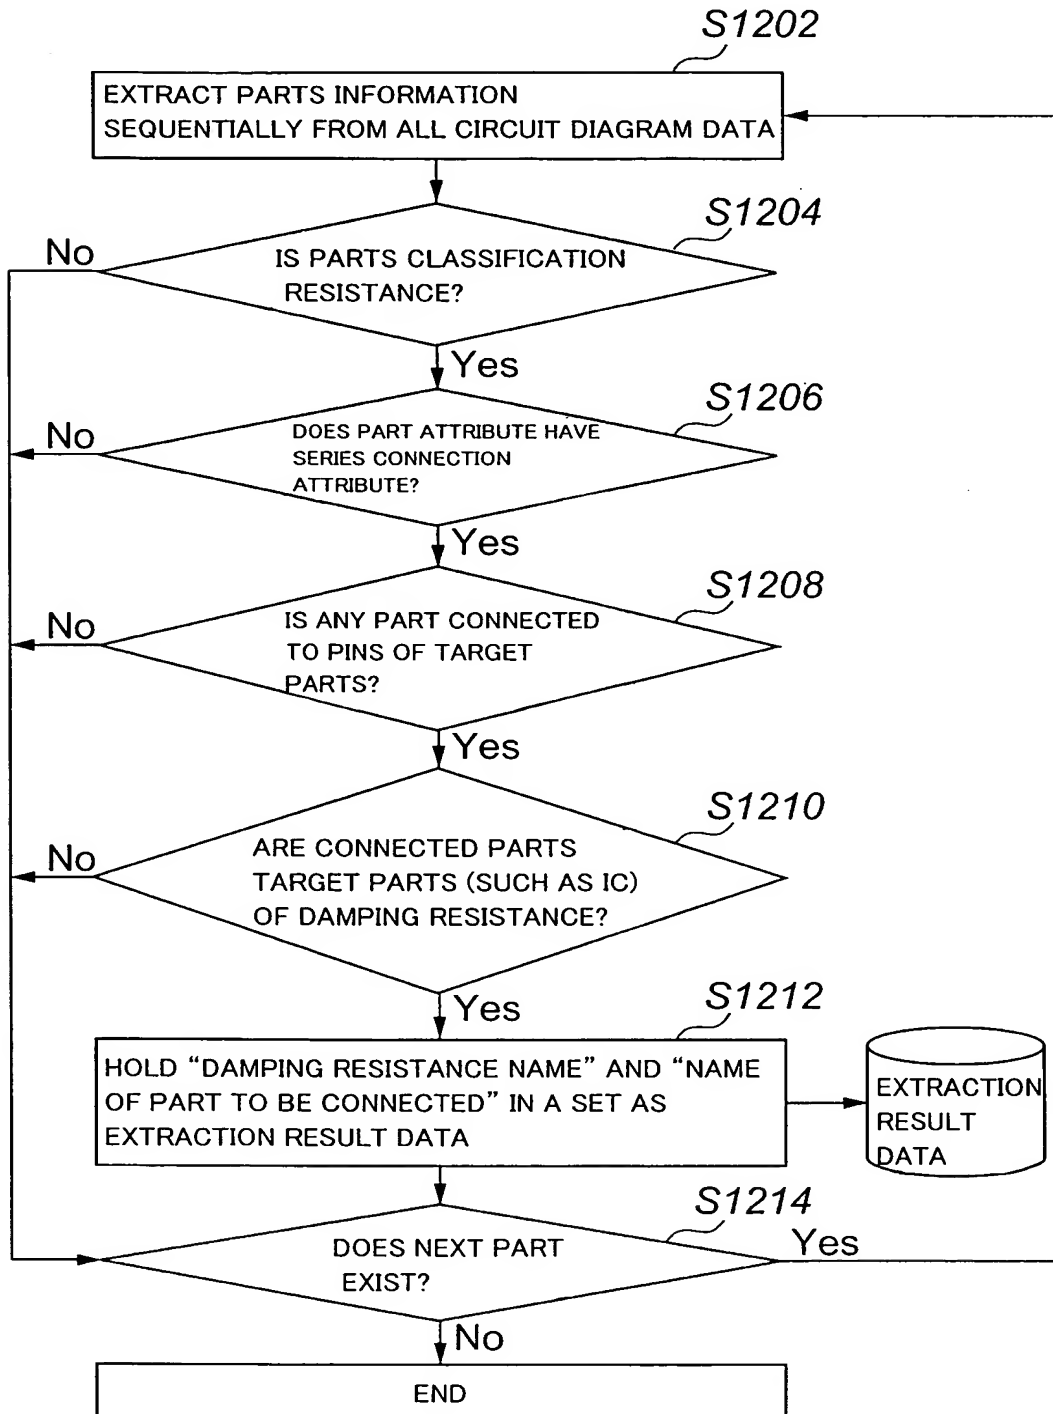 S1202
EXTRACT PARTS INFORMATION
SEQUENTIALLY FROM ALL CIRCUIT DIAGRAM DATA
S1204
No
IS PARTS CLASSIFICATION
RESISTANCE?
Yes
S1206
No
DOES PART ATTRIBUTE HAVE
SERIES CONNECTION
ATTRIBUTE?
Yes
S1208
No
IS ANY PART CONNECTED
TO PINS OF TARGET
PARTS?
Yes
S1210
No
ARE CONNECTED PARTS
TARGET PARTS (SUCH AS IC)
OF DAMPING RESISTANCE?
Yes
S1212
HOLD “DAMPING RESISTANCE NAME” AND “NAME
OF PART TO BE CONNECTED” IN A SET AS
EXTRACTION RESULT DATA
EXTRACTION
RESULT
DATA
S1214
DOES NEXT PART
EXIST?
Yes
No
END